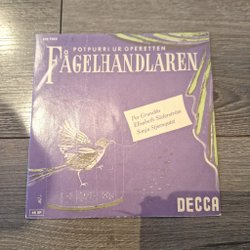 POTPURRI UR OPERETTEN
FÅGELHANDLAREN
Per Grundén
Elisabeth Söderström
Sonja Stjernquist
DECCA